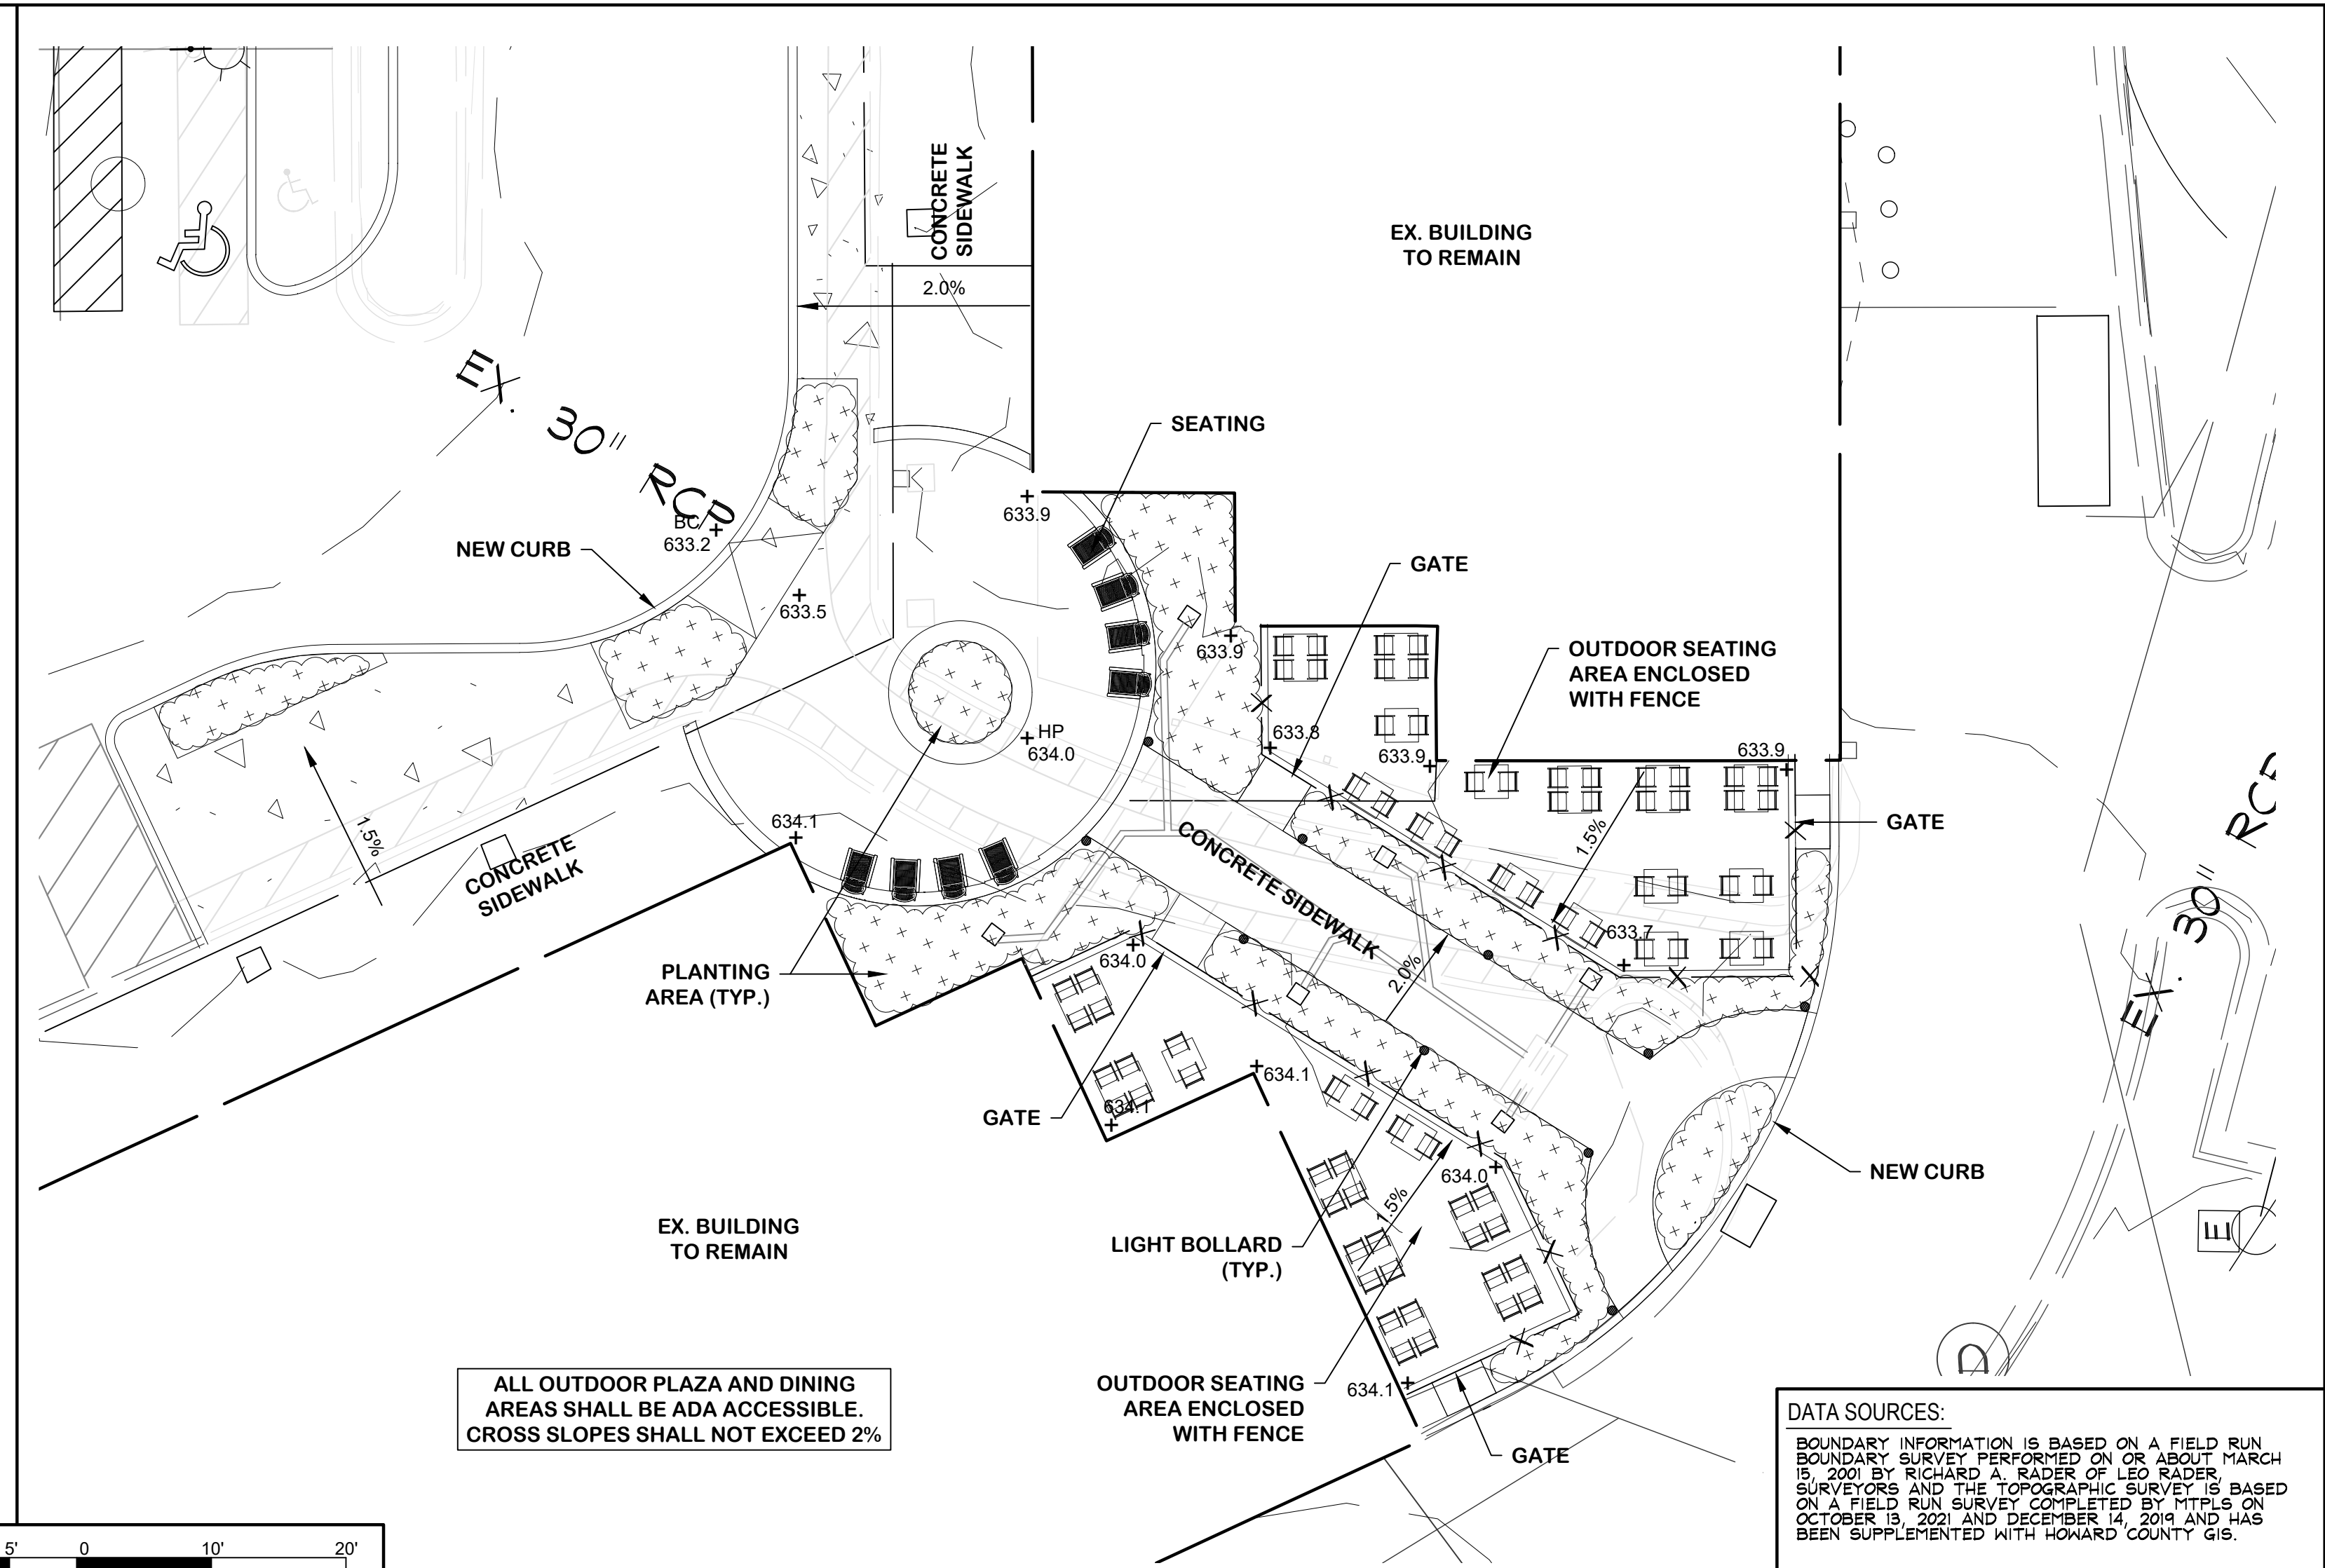 CONCRETE
SIDEWALK
2.0%
EX. BUILDING
TO REMAIN
EX. 30" RCP
SEATING
BC
633.2
NEW CURB
633.5
633.9
GATE
633.9
OUTDOOR SEATING
AREA ENCLOSED
WITH FENCE
633.8
633.9
633.9
HP
634.0
GATE
1.5%
634.1
1.5%
CONCRETE
SIDEWALK
CONCRETE SIDEWALK
633.7
EX. 30" RCP
PLANTING
AREA (TYP.)
634.0
2.0%
634.1
634.1
GATE
NEW CURB
634.0
1.5%
EX. BUILDING
TO REMAIN
LIGHT BOLLARD
(TYP.)
E
D
OUTDOOR SEATING
AREA ENCLOSED
WITH FENCE
634.1
GATE
ALL OUTDOOR PLAZA AND DINING
AREAS SHALL BE ADA ACCESSIBLE.
CROSS SLOPES SHALL NOT EXCEED 2%
DATA SOURCES:
BOUNDARY INFORMATION IS BASED ON A FIELD RUN
BOUNDARY SURVEY PERFORMED ON OR ABOUT MARCH
15, 2001 BY RICHARD A. RADER OF LEO RADER,
SURVEYORS AND THE TOPOGRAPHIC SURVEY IS BASED
ON A FIELD RUN SURVEY COMPLETED BY MTPLS ON
OCTOBER 13, 2021 AND DECEMBER 14, 2019 AND HAS
BEEN SUPPLEMENTED WITH HOWARD COUNTY GIS.
5' 0 10' 20'